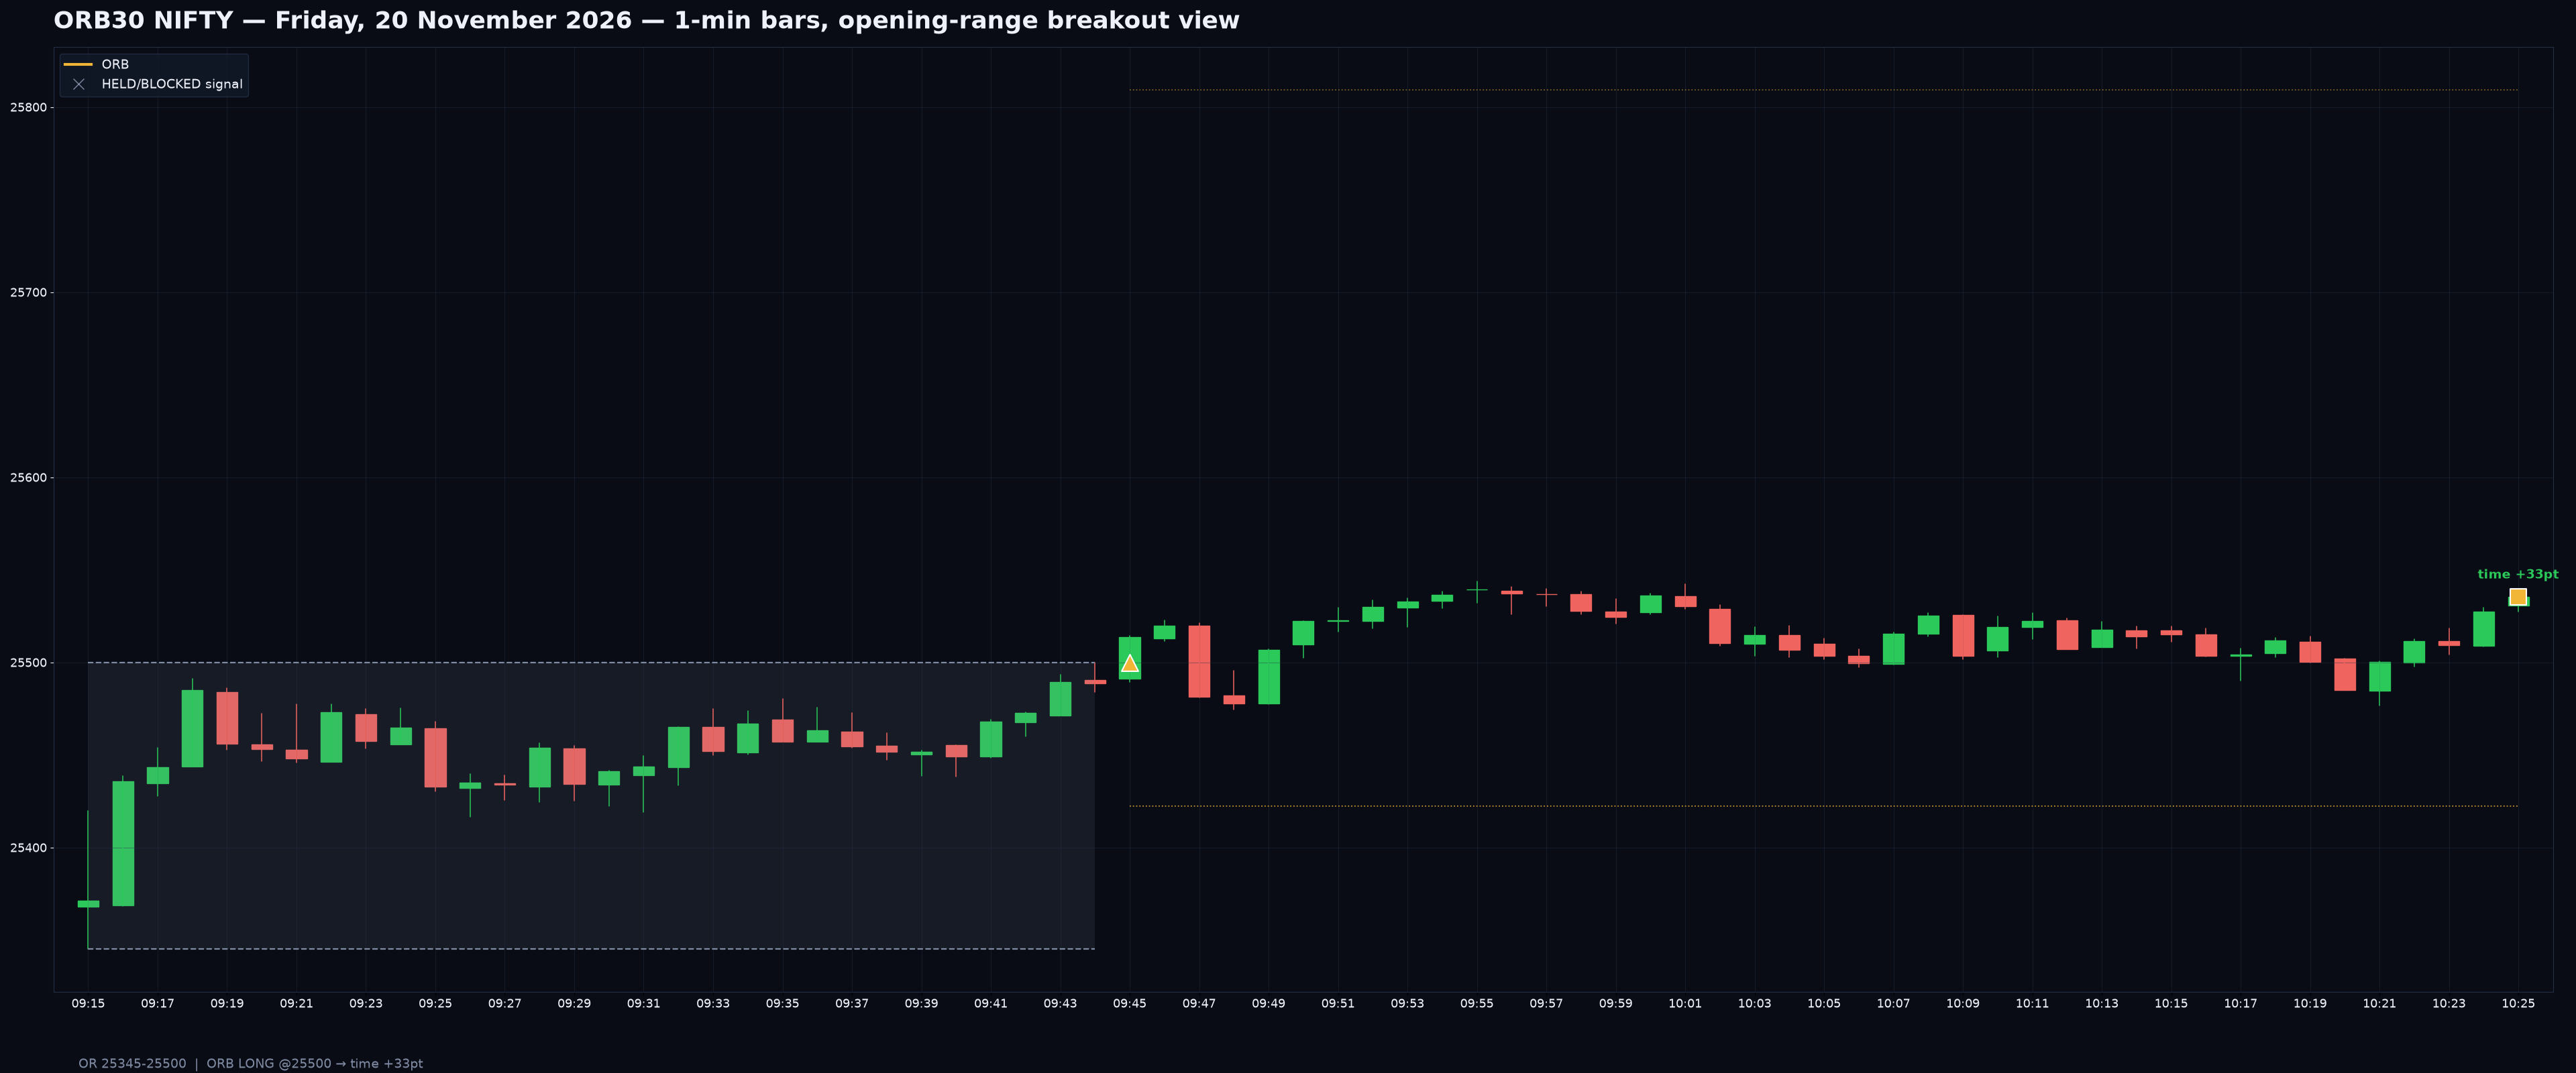 ORB30 NIFTY — Friday, 20 November 2026 — 1-min bars, opening-range breakout view
ORB
HELD/BLOCKED signal
25800
25700
25600
25500
25400
time +33pt
09:15 09:17 09:19 09:21 09:23 09:25 09:27 09:29 09:31 09:33 09:35 09:37 09:39 09:41 09:43 09:45 09:47 09:49 09:51 09:53 09:55 09:57 09:59 10:01 10:03 10:05 10:07 10:09 10:11 10:13 10:15 10:17 10:19 10:21 10:23 10:25
OR 25345-25500 | ORB LONG @25500 → time +33pt